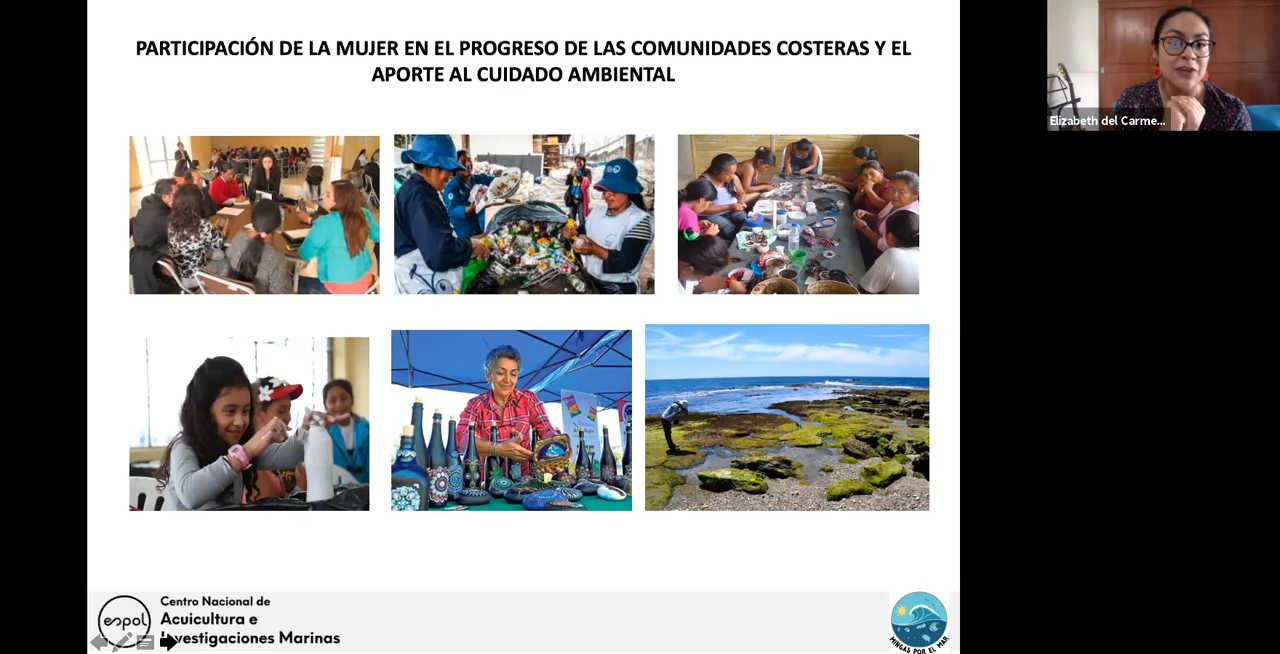 PARTICIPACIÓN DE LA MUJER EN EL PROGRESO DE LAS COMUNIDADES COSTERAS Y EL
APORTE AL CUIDADO AMBIENTAL
Elizabeth del Carme...
espol
Centro Nacional de
Acuicultura e
Investigaciones Marinas
MINGAS POR EL MAR